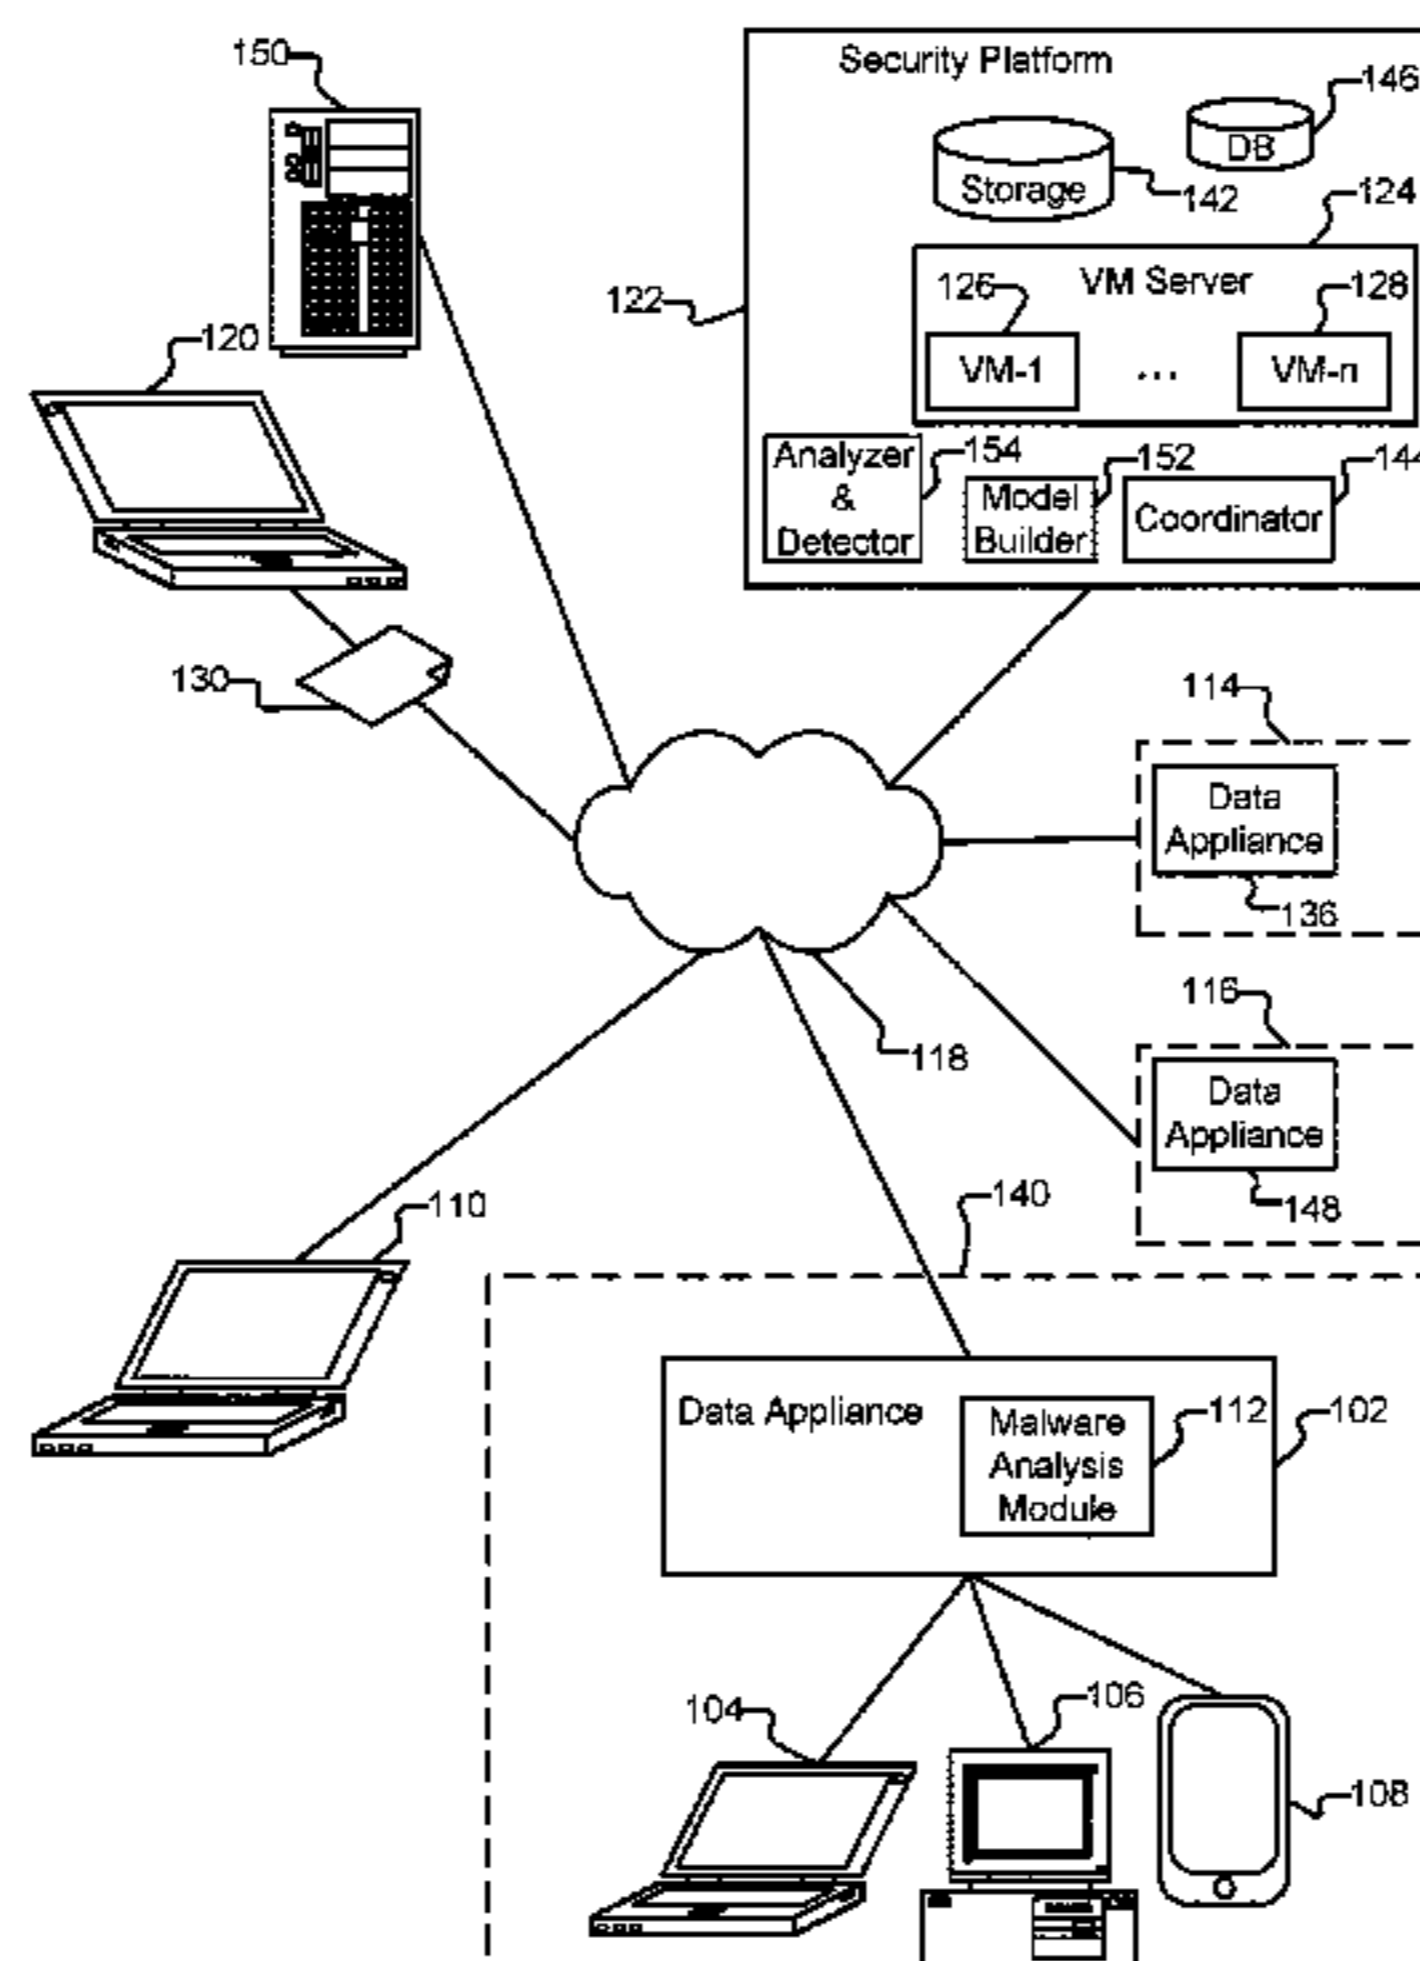 150
Security Platform
146
DB
Storage
142
124
120
122
VM Server
126
128
VM-1
...
VM-n
Analyzer
&
Detector
154
Model
Builder
152
Coordinator
144
130
114
Data
Appliance
136
116
118
Data
Appliance
148
140
110
Data Appliance
Malware
Analysis
Module
112
102
104
106
108